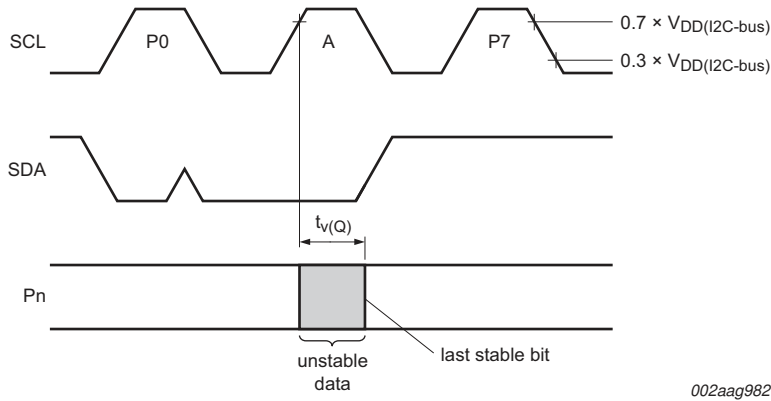 SCL
P0
A
P7
0.7 × VDD(I2C-bus)
0.3 × VDD(I2C-bus)
SDA
tv(Q)
Pn
unstable
data
last stable bit
002aag982